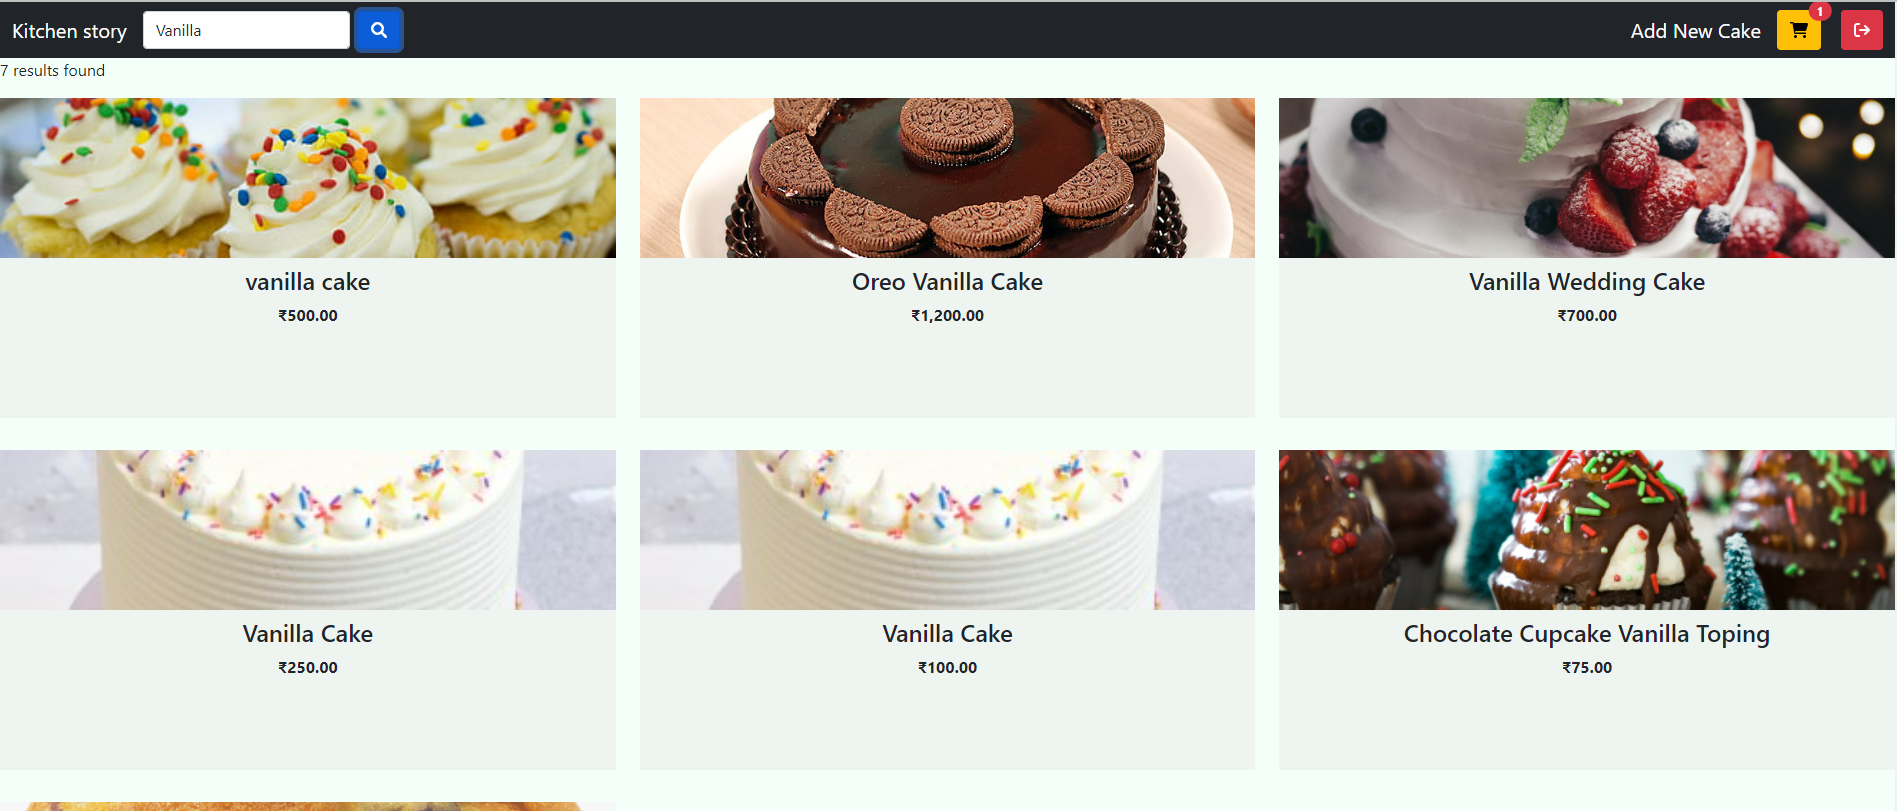 Kitchen story Vanilla Add New Cake 1
7 results found
vanilla cake
₹500.00
Oreo Vanilla Cake
₹1,200.00
Vanilla Wedding Cake
₹700.00
Vanilla Cake
₹250.00
Vanilla Cake
₹100.00
Chocolate Cupcake Vanilla Toping
₹75.00